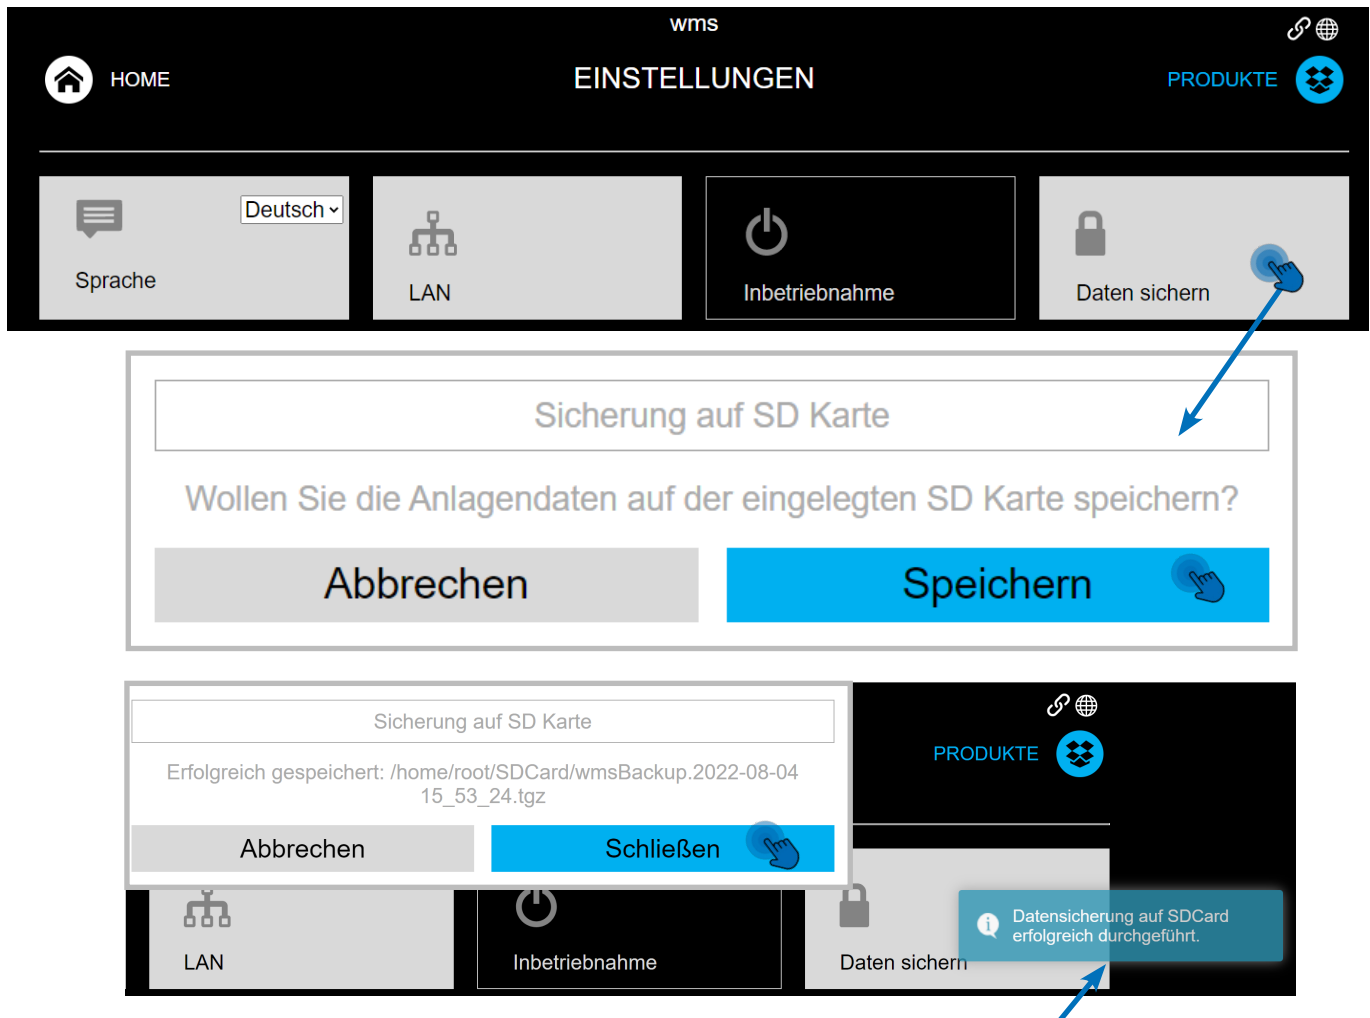 wms
HOME
EINSTELLUNGEN
PRODUKTE
Deutsch
Sprache
LAN
Inbetriebnahme
Daten sichern
Sicherung auf SD Karte
Wollen Sie die Anlagendaten auf der eingelegten SD Karte speichern?
Abbrechen
Speichern
Sicherung auf SD Karte
Erfolgreich gespeichert: /home/root/SDCard/wmsBackup.2022-08-04
15_53_24.tgz
Abbrechen
Schließen
PRODUKTE
LAN
Inbetriebnahme
Daten sichern
Datensicherung auf SDCard
erfolgreich durchgeführt.